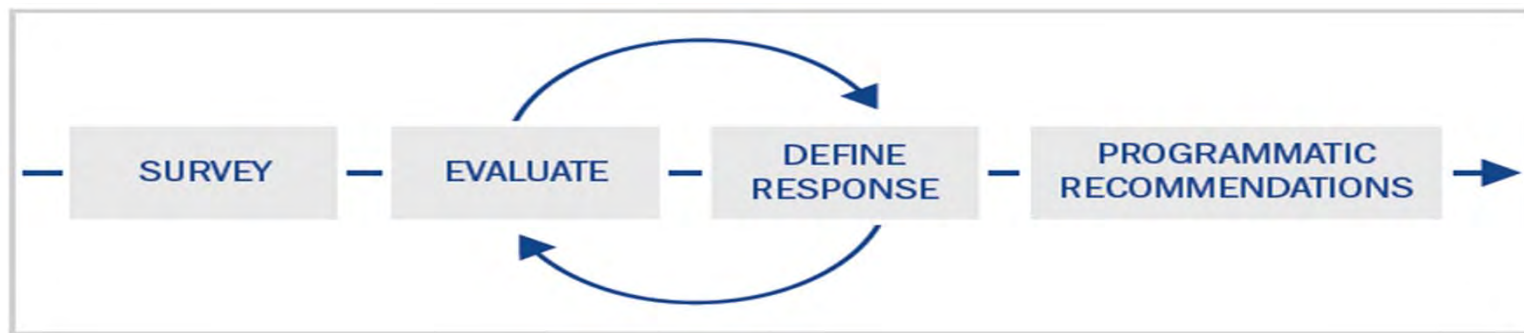 SURVEY
EVALUATE
DEFINE
RESPONSE
PROGRAMMATIC
RECOMMENDATIONS